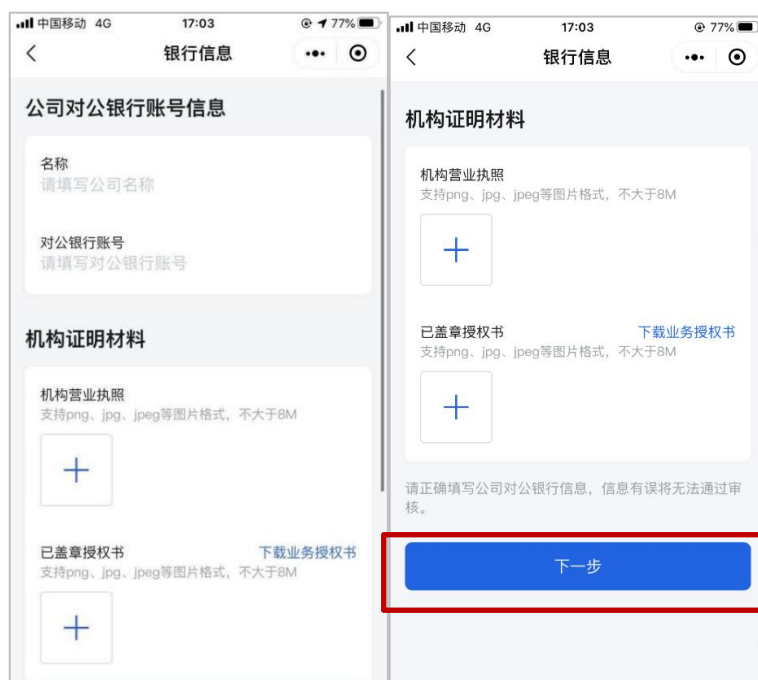 中国移动 4G
17:03
77%
银行信息
公司对公银行账号信息
名称
请填写公司名称
对公银行账号
请填写对公银行账号
机构证明材料
机构营业执照
支持png、jpg、jpeg等图片格式，不大于8M
已盖章授权书
下载业务授权书
支持png、jpg、jpeg等图片格式，不大于8M
中国移动 4G
17:03
77%
银行信息
机构证明材料
机构营业执照
支持png、jpg、jpeg等图片格式，不大于8M
已盖章授权书
下载业务授权书
支持png、jpg、jpeg等图片格式，不大于8M
请正确填写公司对公银行信息，信息有误将无法通过审
核。
下一步